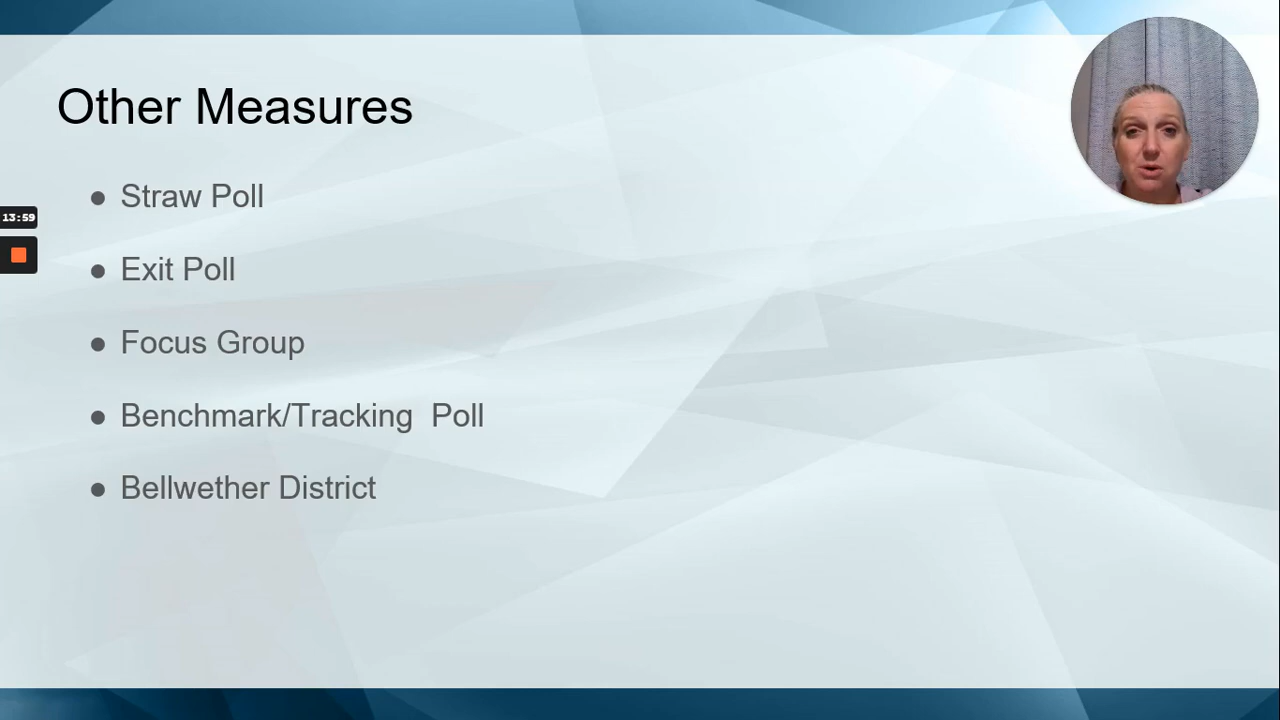 Other Measures
● Straw Poll
13:59
● Exit Poll
● Focus Group
● Benchmark/Tracking  Poll
● Bellwether District